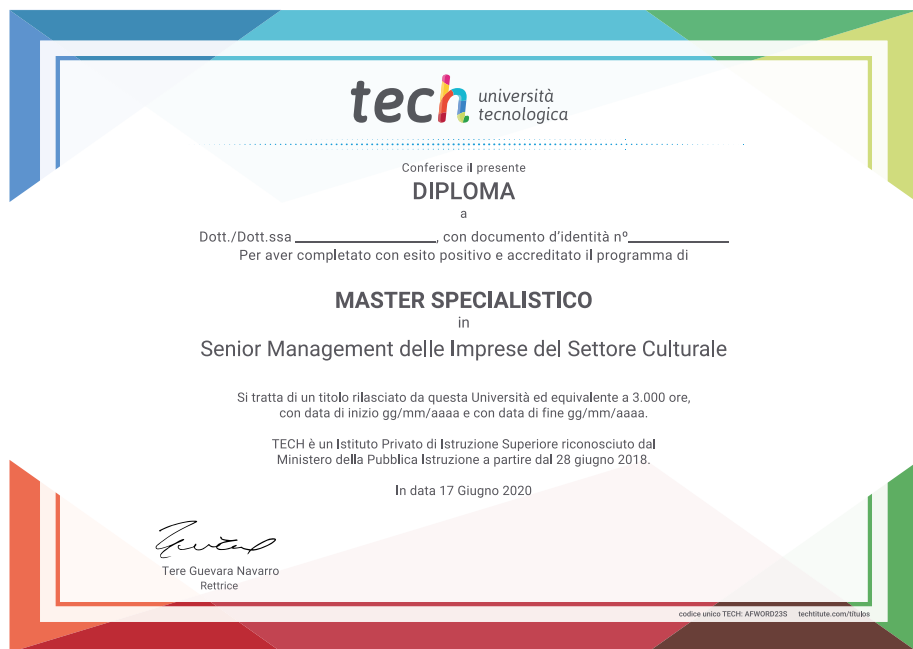 tech università
tecnologica
Conferisce il presente
DIPLOMA
a
Dott./Dott.ssa ________________, con documento d'identità nº____________
Per aver completato con esito positivo e accreditato il programma di
MASTER SPECIALISTICO
in
Senior Management delle Imprese del Settore Culturale
Si tratta di un titolo rilasciato da questa Università ed equivalente a 3.000 ore,
con data di inizio gg/mm/aaaa e con data di fine gg/mm/aaaa.
TECH è un Istituto Privato di Istruzione Superiore riconosciuto dal
Ministero della Pubblica Istruzione a partire dal 28 giugno 2018.
In data 17 Giugno 2020
Tere Guevara Navarro
Rettrice
codice unico TECH: AFWORD23S techtitute.com/títulos